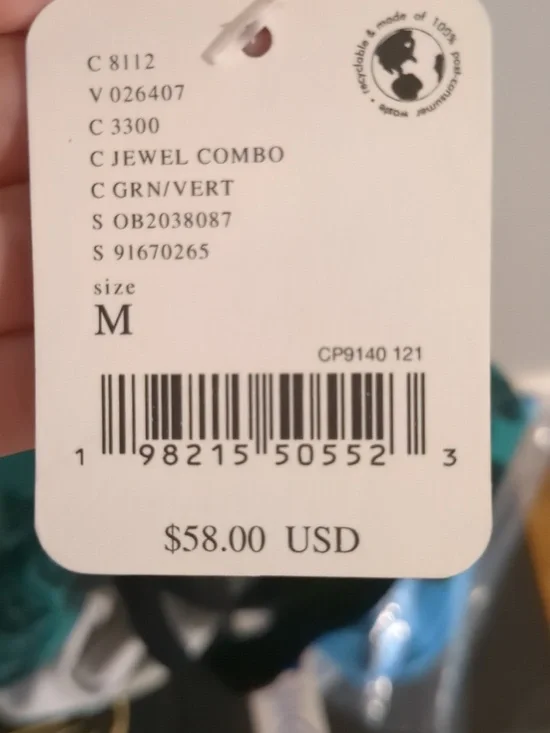 C 8112
V 026407
C 3300
C JEWEL COMBO
C GRN/VERT
S OB2038087
S 91670265
recyclable & made of 100% post-consumer waste •
size
M
CP9140 121
1 98215 50552 3
$58.00 USD